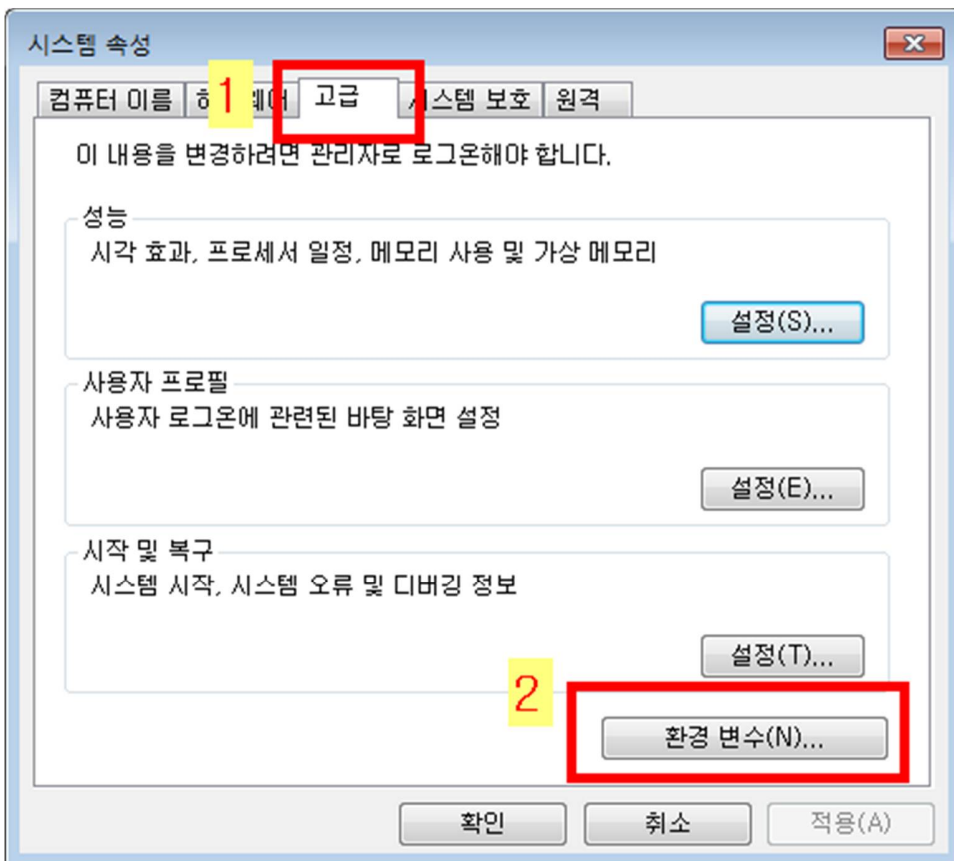 시스템 속성
1
컴퓨터 이름 고급 시스템 보호 원격
이 내용을 변경하려면 관리자로 로그온해야 합니다.
성능
시각 효과, 프로세서 일정, 메모리 사용 및 가상 메모리
설정(S)...
사용자 프로필
사용자 로그온에 관련된 바탕 화면 설정
설정(E)...
시작 및 복구
시스템 시작, 시스템 오류 및 디버깅 정보
설정(T)...
2
환경 변수(N)...
확인 취소 적용(A)